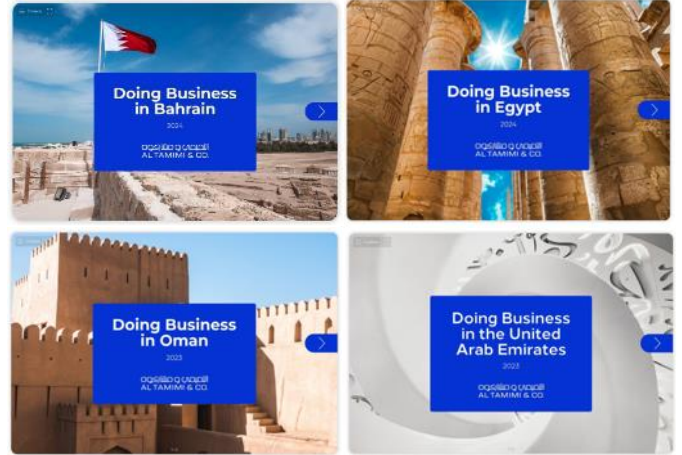 Doing Business
in Bahrain
2024
التميمي و مشاركوه
AL TAMIMI & CO.
Doing Business
in Egypt
2024
التميمي و مشاركوه
AL TAMIMI & CO.
Doing Business
in Oman
2023
التميمي و مشاركوه
AL TAMIMI & CO.
Doing Business
in the United
Arab Emirates
2023
التميمي و مشاركوه
AL TAMIMI & CO.